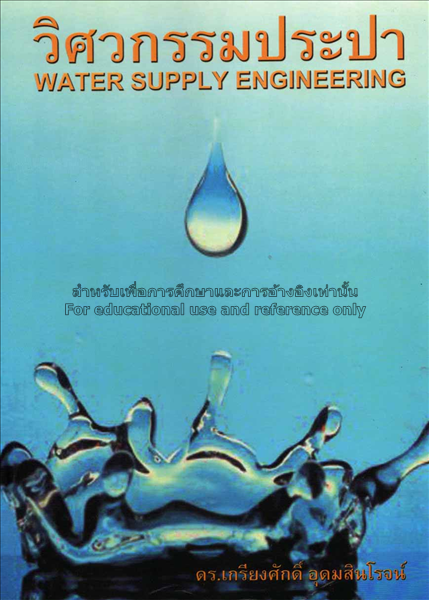 วิศวกรรมประปา
WATER SUPPLY ENGINEERING
สำหรับเพื่อการศึกษาและการอ้างอิงเท่านั้น
For educational use and reference only
ดร.เกรียงศักดิ์ อุดมสินโรจน์